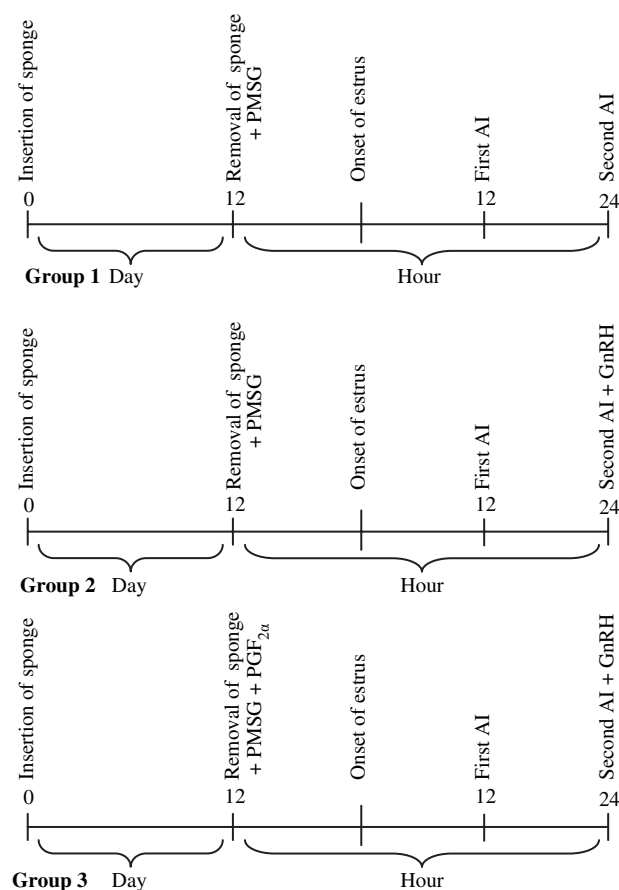 Insertion of sponge
Removal of sponge
+ PMSG
Onset of estrus
First AI
Second AI
0
12
12
24
Group 1 Day
Hour
Insertion of sponge
Removal of sponge
+ PMSG
Onset of estrus
First AI
Second AI + GnRH
0
12
12
24
Group 2 Day
Hour
Insertion of sponge
Removal of sponge
+ PMSG + PGF2α
Onset of estrus
First AI
Second AI + GnRH
0
12
12
24
Group 3 Day
Hour